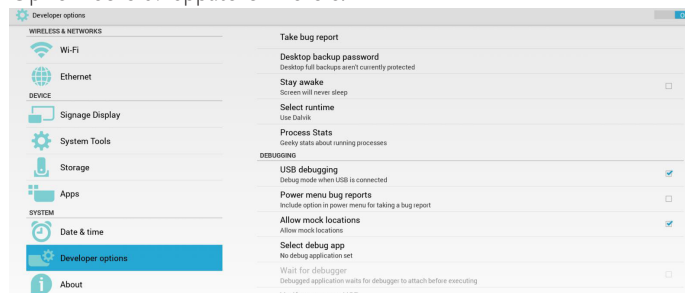 Developer options
WIRELESS & NETWORKS
Wi-Fi
Ethernet
DEVICE
Signage Display
System Tools
Storage
Apps
SYSTEM
Date & time
Developer options
About
Take bug report
Desktop backup password
Desktop full backups aren't currently protected
Stay awake
Screen will never sleep
Select runtime
Use Dalvik
Process Stats
Geeky stats about running processes
DEBUGGING
USB debugging
Debug mode when USB is connected
Power menu bug reports
Include option in power menu for taking a bug report
Allow mock locations
Allow mock locations
Select debug app
No debug application set
Wait for debugger
Debugged application waits for debugger to attach before executing